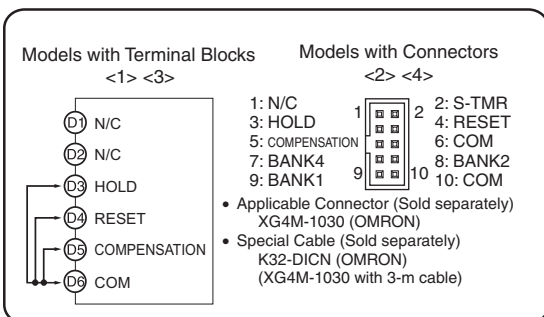 Models with Terminal Blocks
<1> <3>
D1 N/C
D2 N/C
D3 HOLD
D4 RESET
D5 COMPENSATION
D6 COM
Models with Connectors
<2> <4>
1: N/C
3: HOLD
5: COMPENSATION
7: BANK4
9: BANK1
1 2
9 10
2: S-TMR
4: RESET
6: COM
8: BANK2
10: COM
• Applicable Connector (Sold separately)
XG4M-1030 (OMRON)
• Special Cable (Sold separately)
K32-DICN (OMRON)
(XG4M-1030 with 3-m cable)